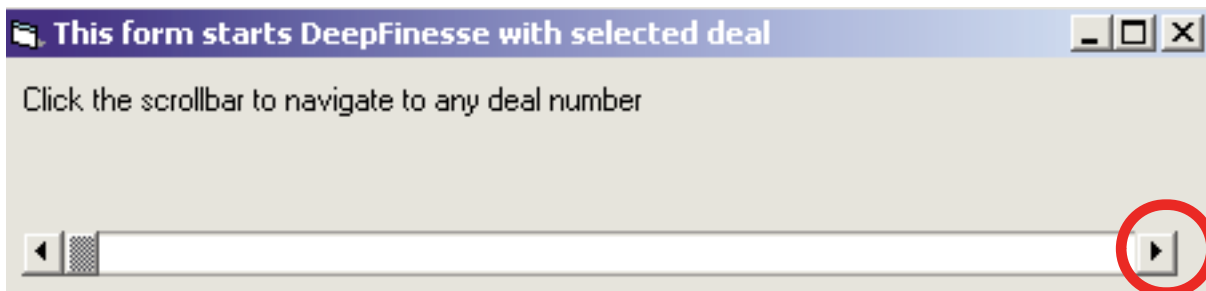 This form starts DeepFinesse with selected deal
Click the scrollbar to navigate to any deal number